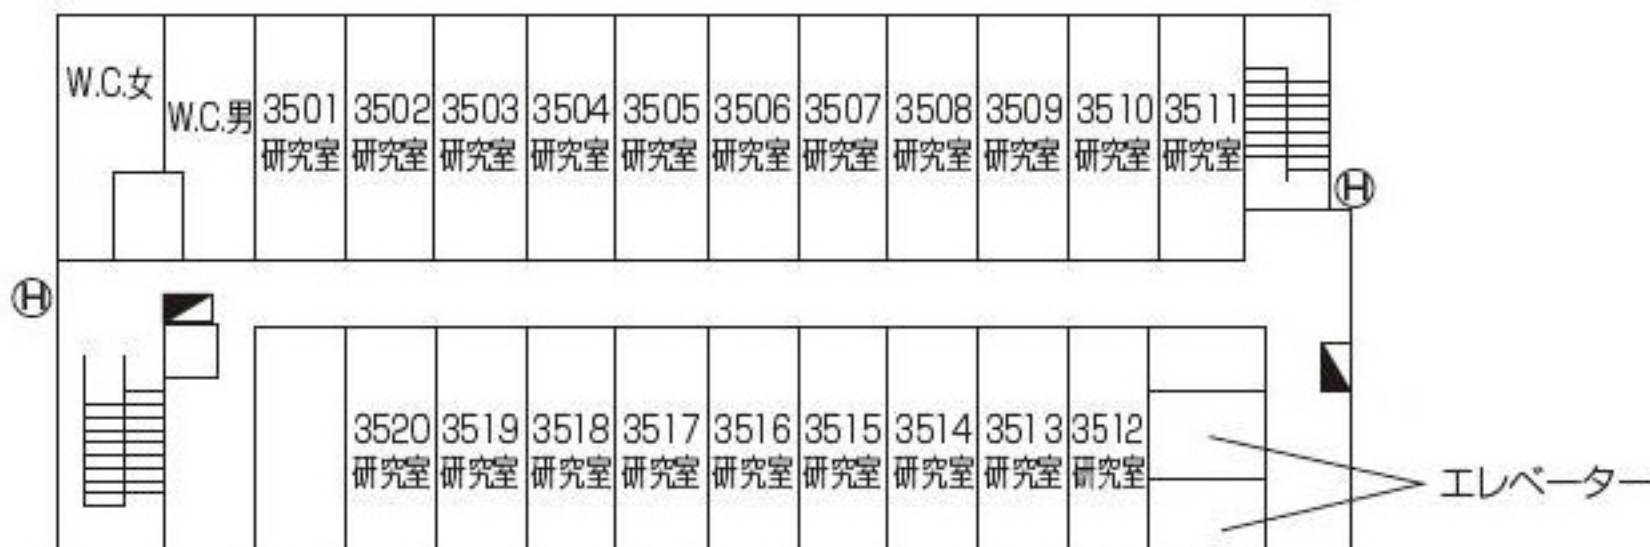 W.C.女
W.C.男
3501 3502 3503 3504 3505 3506 3507 3508 3509 3510 3511
研究室 研究室 研究室 研究室 研究室 研究室 研究室 研究室 研究室 研究室 研究室
H
H
3520 3519 3518 3517 3516 3515 3514 3513 3512
研究室 研究室 研究室 研究室 研究室 研究室 研究室 研究室 研究室
エレベーター